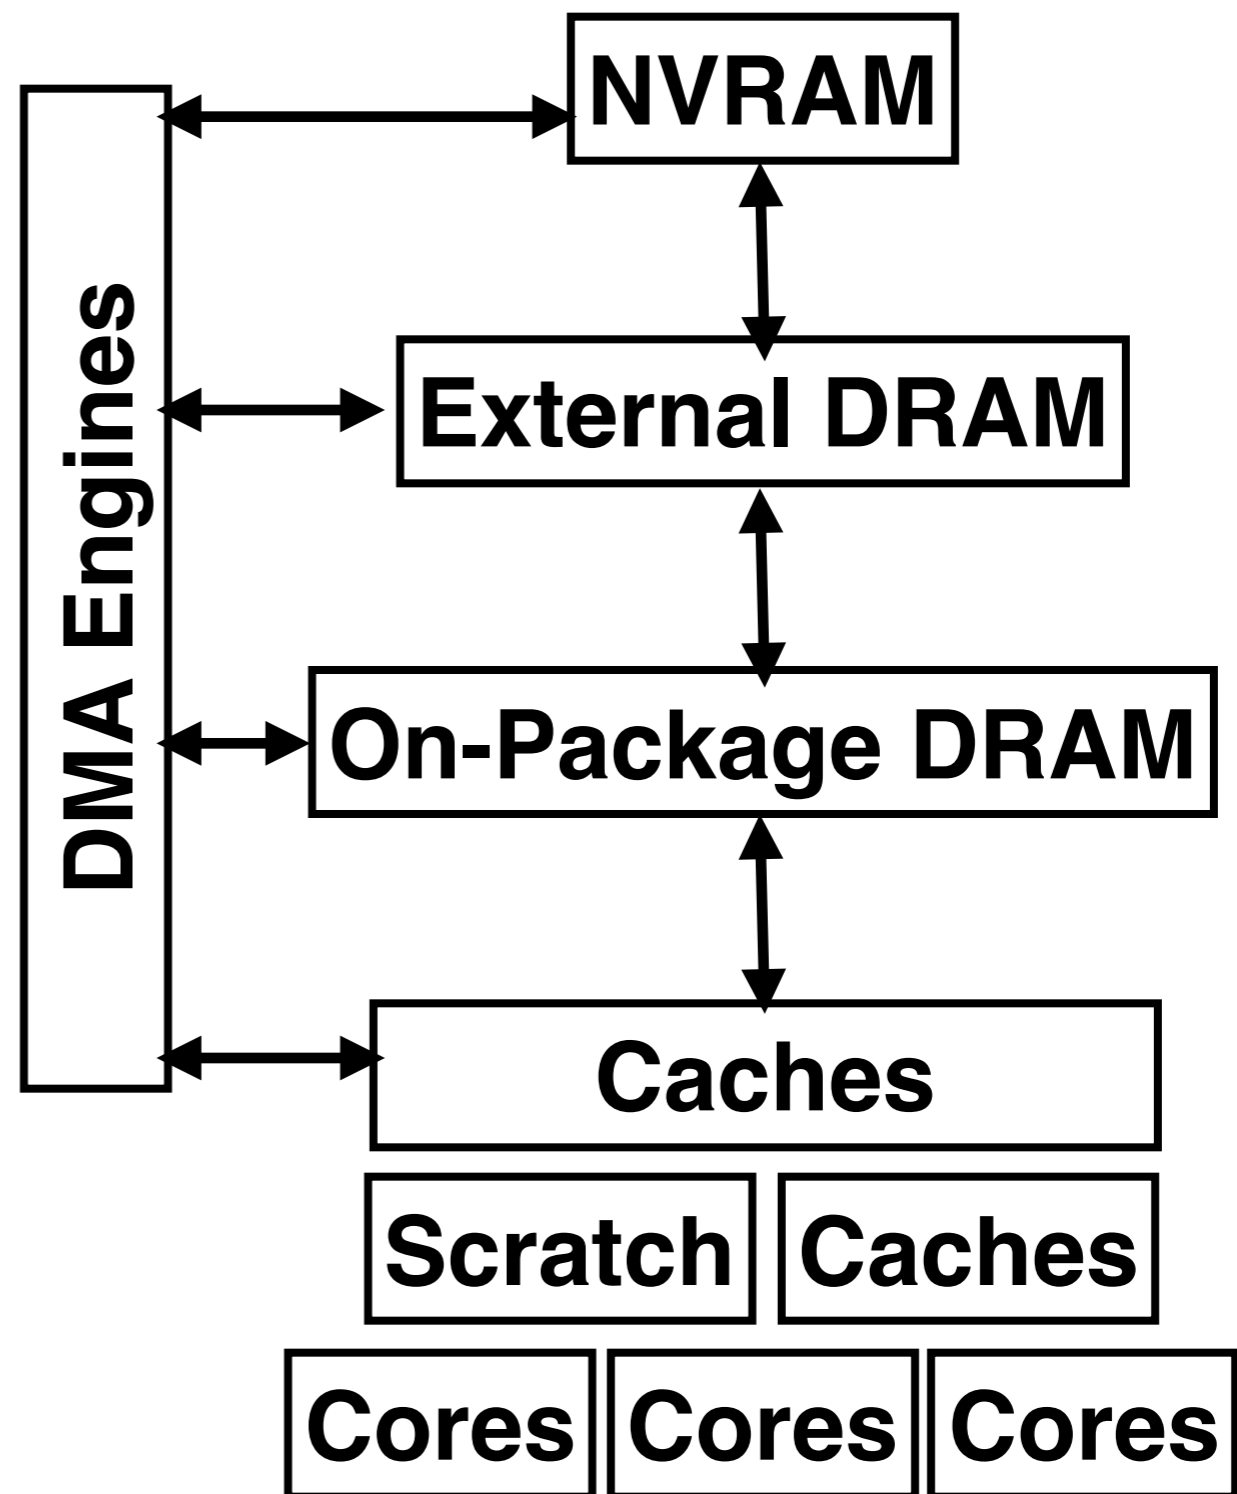 NVRAM
DMA Engines
External DRAM
On-Package DRAM
Caches
Scratch
Caches
Cores
Cores
Cores